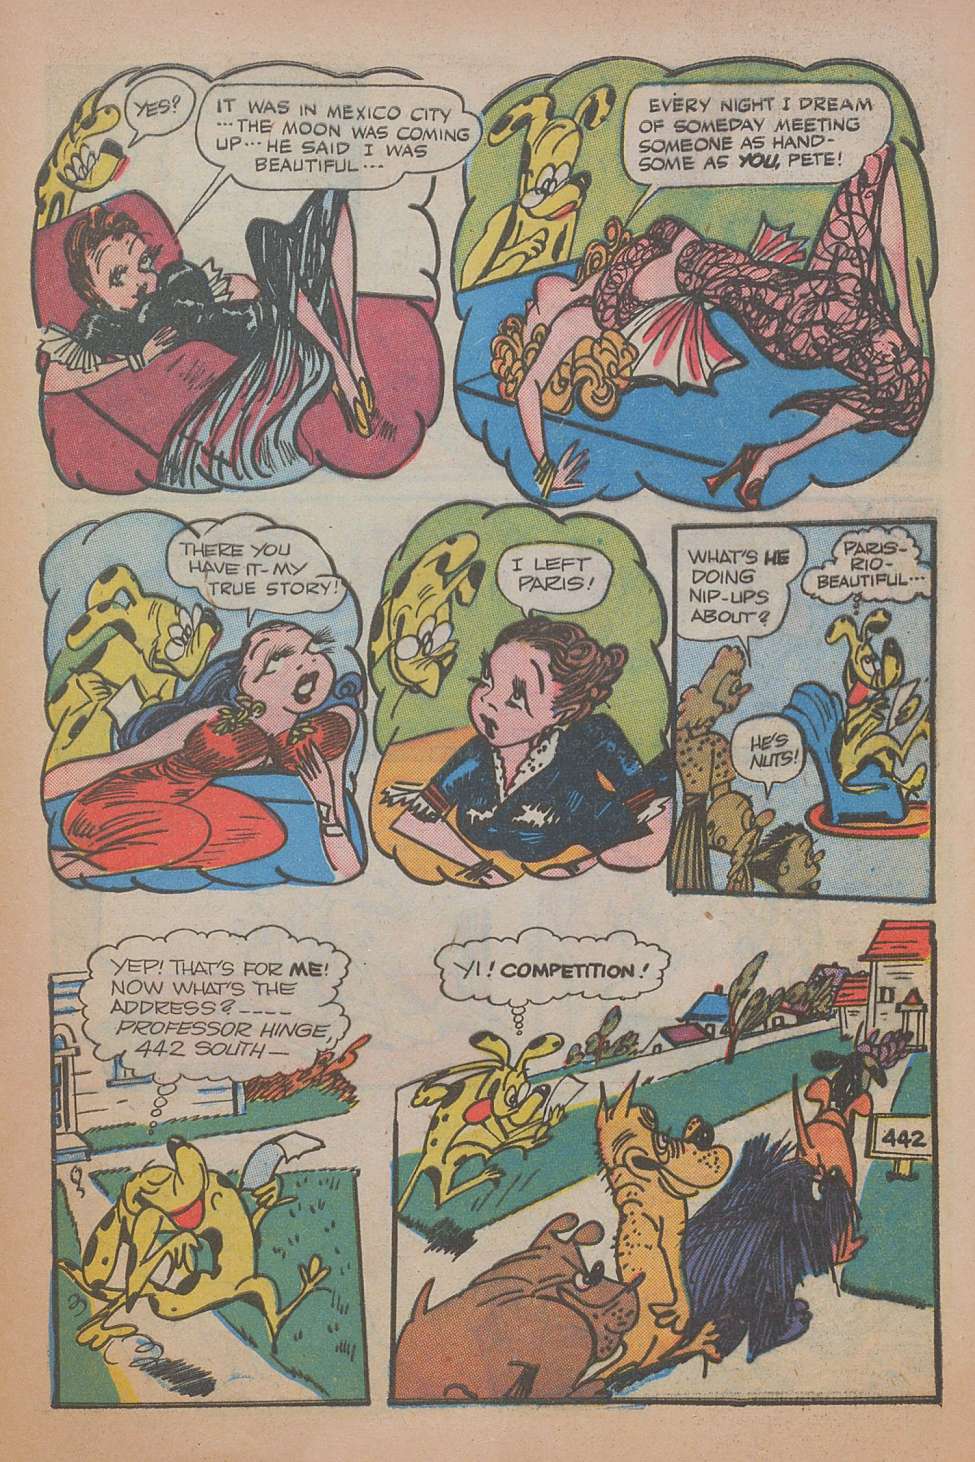 YES?
IT WAS IN MEXICO CITY
...THE MOON WAS COMING
UP... HE SAID I WAS
BEAUTIFUL...
EVERY NIGHT I DREAM
OF SOMEDAY MEETING
SOMEONE AS HAND-
SOME AS YOU, PETE!
THERE YOU
HAVE IT-MY
TRUE STORY!
I LEFT
PARIS!
WHAT'S HE
DOING
NIP-UPS
ABOUT?
PARIS-
RIO-
BEAUTIFUL...
HE'S
NUTS!
YEP! THAT'S FOR ME!
NOW WHAT'S THE
ADDRESS?----
PROFESSOR HINGE,
442 SOUTH-
YI! COMPETITION!
442